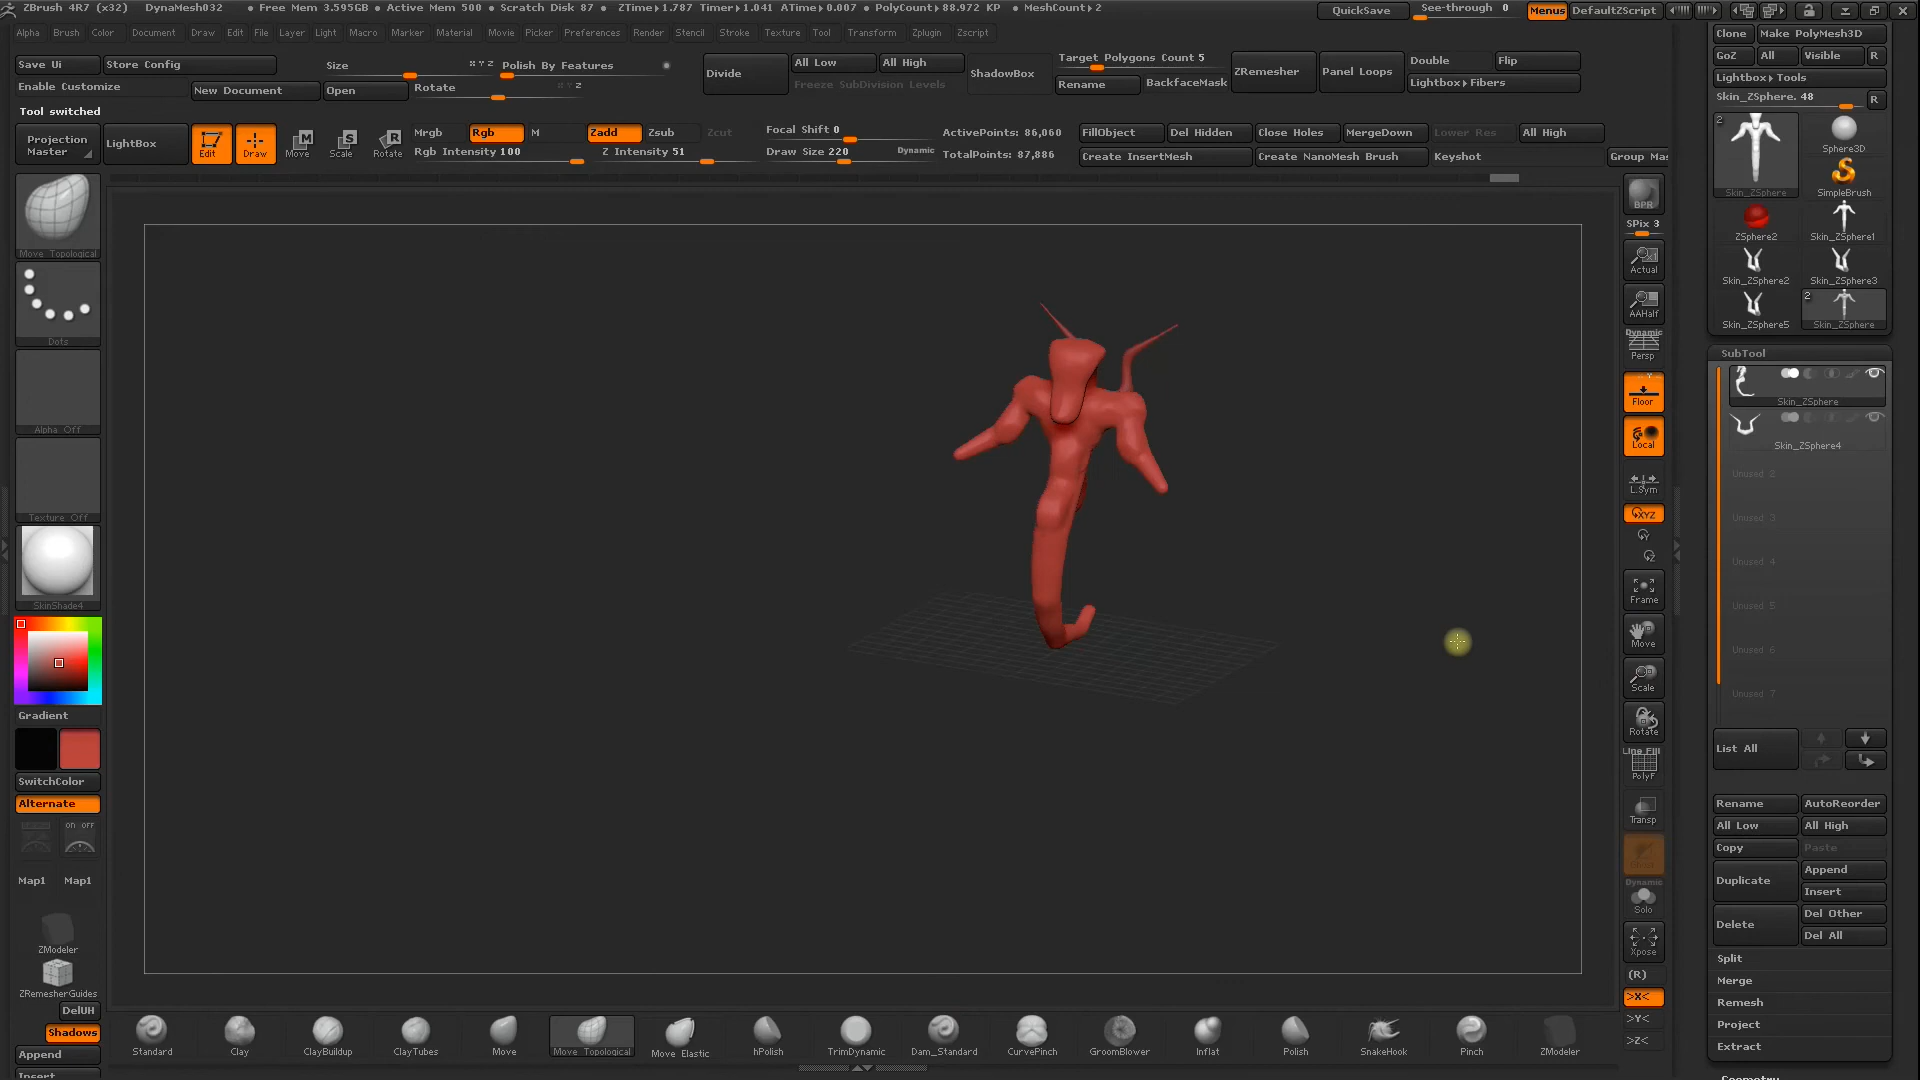 ZBrush 4R7 (x32) DynaMesh032 • Free Mem 3.595GB • Active Mem 500 • Scratch Disk 87 • ZTime▸1.787 Timer▸1.041 ATime▸0.007 • PolyCount▸88.972 KP • MeshCount▸2 QuickSave See-through 0 Menus DefaultZScript
Alpha Brush Color Document Draw Edit File Layer Light Macro Marker Material Movie Picker Preferences Render Stencil Stroke Texture Tool Transform Zplugin Zscript
Clone Make PolyMesh3D
GoZ All Visible R
Lightbox▸Tools
Skin_ZSphere. 48 R
Save Ui Store Config
Enable Customize New Document Open
Size X Y Z Polish By Features
Rotate X Y Z
Divide All Low All High
Freeze SubDivision Levels
ShadowBox Target Polygons Count 5
Rename BackfaceMask
ZRemesher Panel Loops Double Flip
Lightbox▸Fibers
Tool switched
Projection Master LightBox Edit Draw Move Scale Rotate
Mrgb Rgb M Zadd Zsub Zcut
Rgb Intensity 100 Z Intensity 51
Focal Shift 0
Draw Size 220 Dynamic
ActivePoints: 86,060
TotalPoints: 87,886
FillObject Del Hidden Close Holes MergeDown Lower Res All High
Create InsertMesh Create NanoMesh Brush Keyshot Group Mas
Move Topological
Dots
Alpha Off
Texture Off
SkinShade4
Gradient
SwitchColor
Alternate
ON OFF
Map1 Map1
ZModeler
ZRemesherGuides
DelUH
Shadows
Append
Insert
BPR
SPix 3
Actual
AAHalf
Dynamic
Persp
Floor
Local
L.Sym
XYZ
Y
Z
Frame
Move
Scale
Rotate
Line Fill
PolyF
Transp
Dynamic
Solo
Xpose
(R)
>X<
>Y<
>Z<
2
Skin_ZSphere Sphere3D
SimpleBrush
ZSphere2 Skin_ZSphere1
Skin_ZSphere2 Skin_ZSphere3
2
Skin_ZSphere5 Skin_ZSphere
SubTool
Skin_ZSphere
Skin_ZSphere4
Unused 2
Unused 3
Unused 4
Unused 5
Unused 6
Unused 7
List All
Rename AutoReorder
All Low All High
Copy Paste
Duplicate Append
Insert
Delete Del Other
Del All
Split
Merge
Remesh
Project
Extract
Geometry
Standard Clay ClayBuildup ClayTubes Move Move Topological Move Elastic hPolish TrimDynamic Dam_Standard CurvePinch GroomBlower Inflat Polish SnakeHook Pinch ZModeler